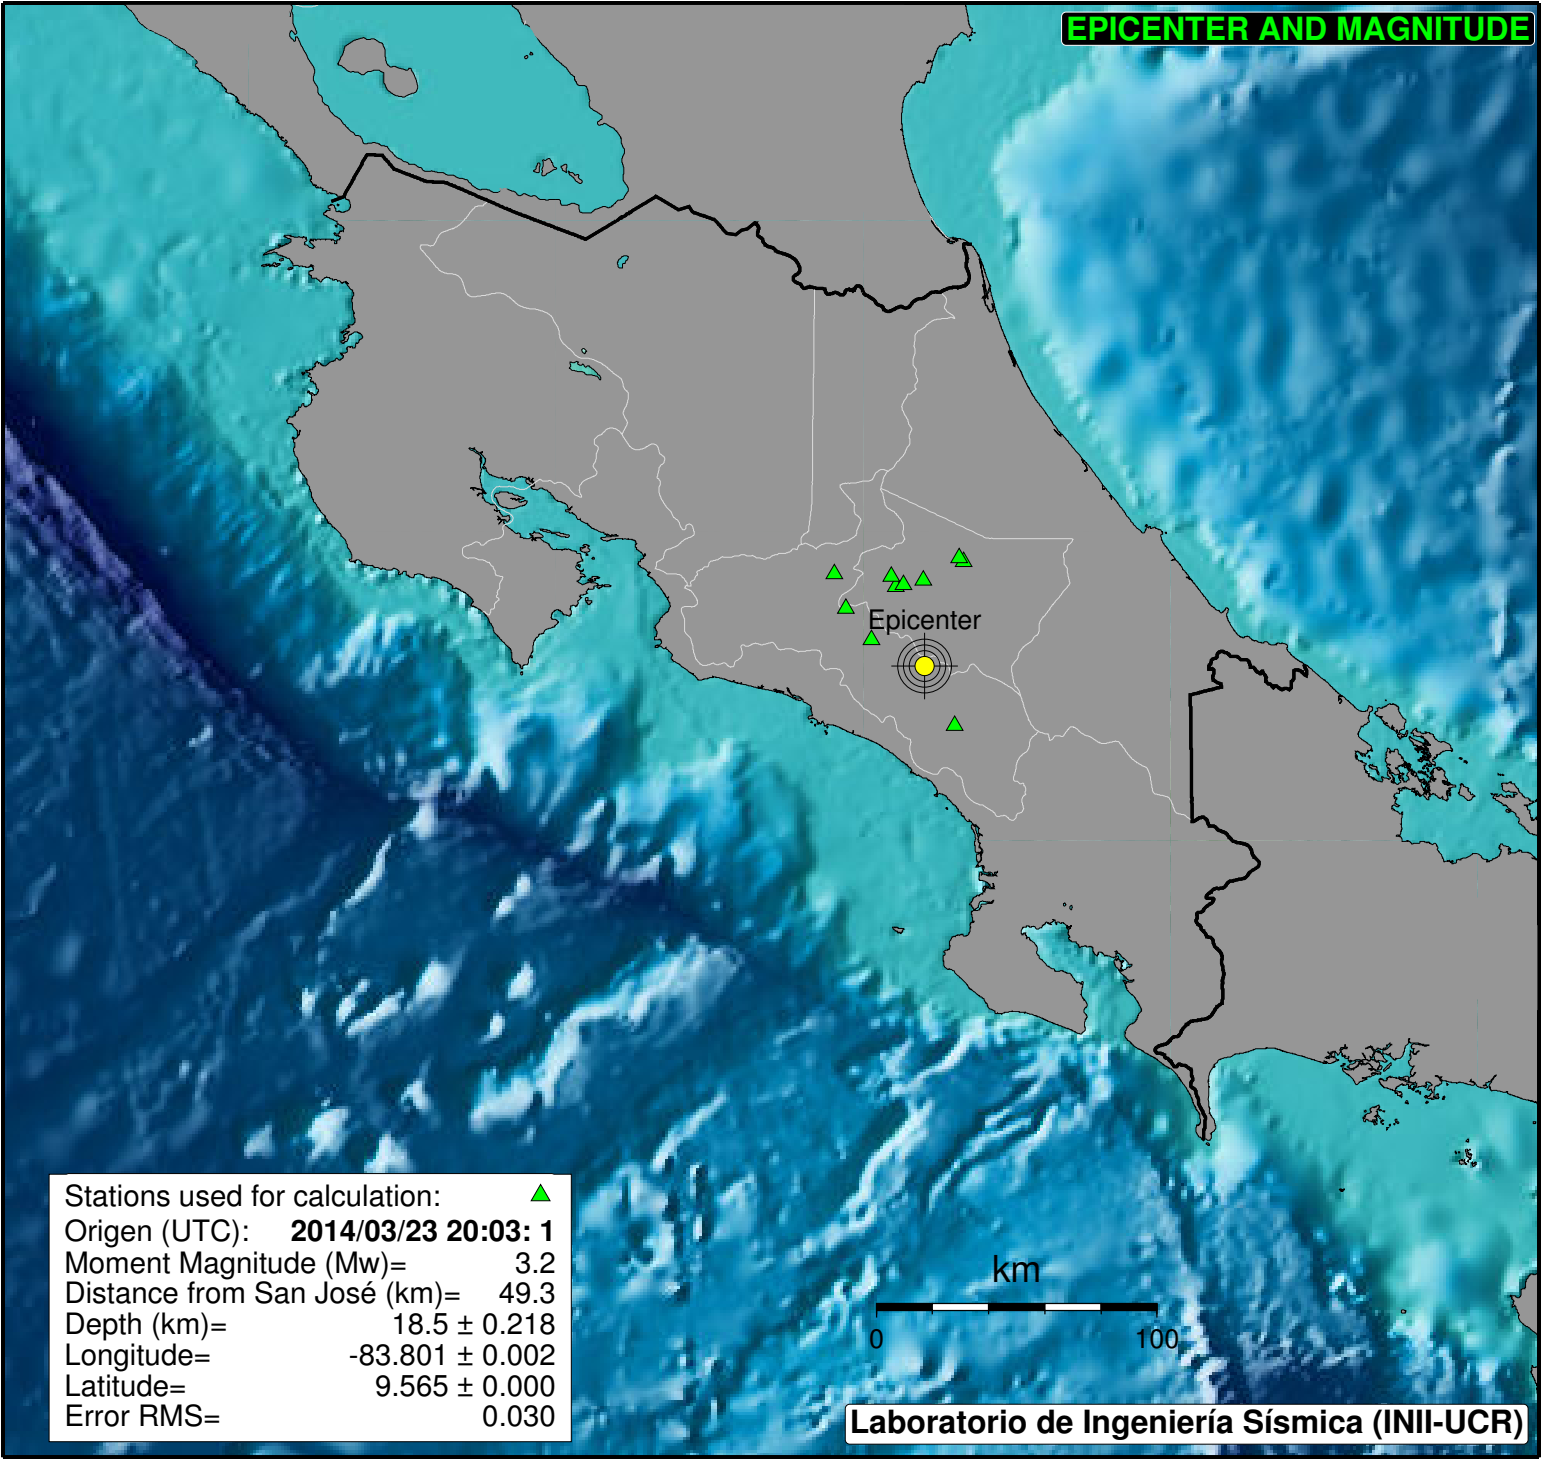 EPICENTER AND MAGNITUDE
Epicenter
Stations used for calculation:
Origen (UTC): 2014/03/23 20:03: 1
Moment Magnitude (Mw)= 3.2
Distance from San José (km)= 49.3
Depth (km)= 18.5 ± 0.218
Longitude= -83.801 ± 0.002
Latitude= 9.565 ± 0.000
Error RMS= 0.030
km
0 100
Laboratorio de Ingeniería Sísmica (INII-UCR)